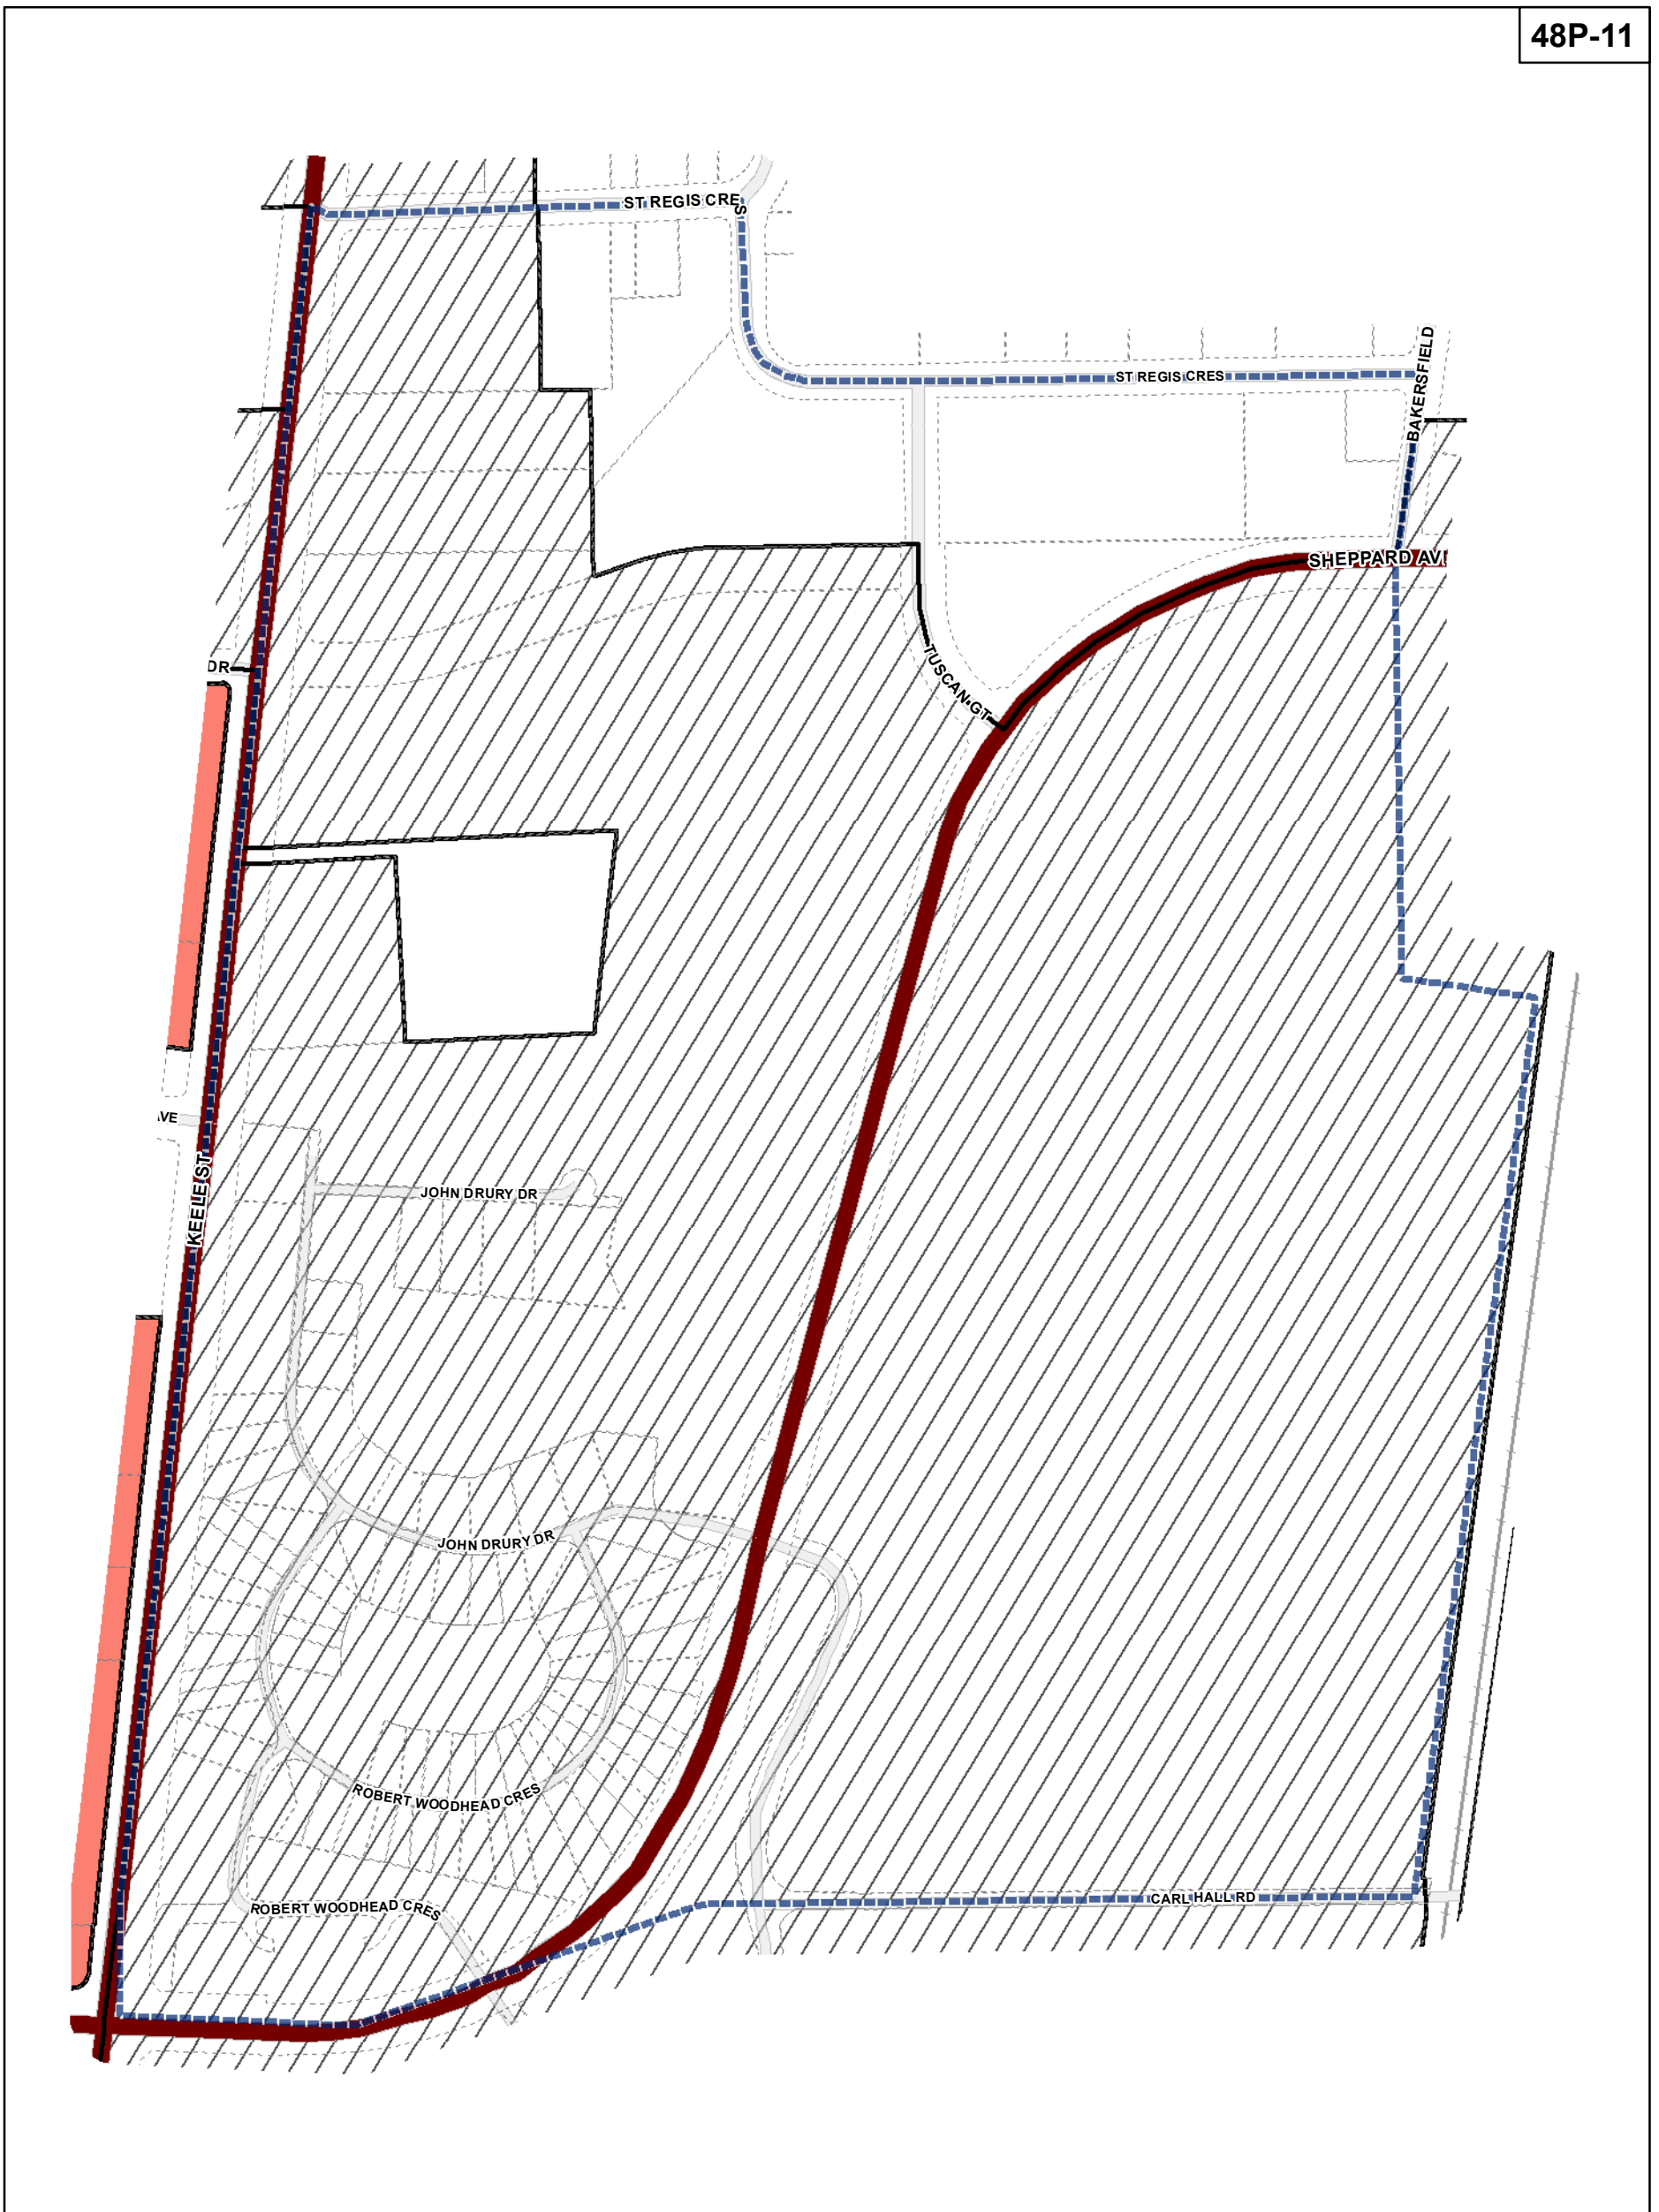 48P-11
ST REGIS CRES
ST REGIS CRES
BAKERSFIELD
SHEPPARD AV
DR
TUSCAN GT
VE
KEELE ST
JOHN DRURY DR
JOHN DRURY DR
ROBERT WOODHEAD CRES
CARL HALL RD
ROBERT WOODHEAD CRES